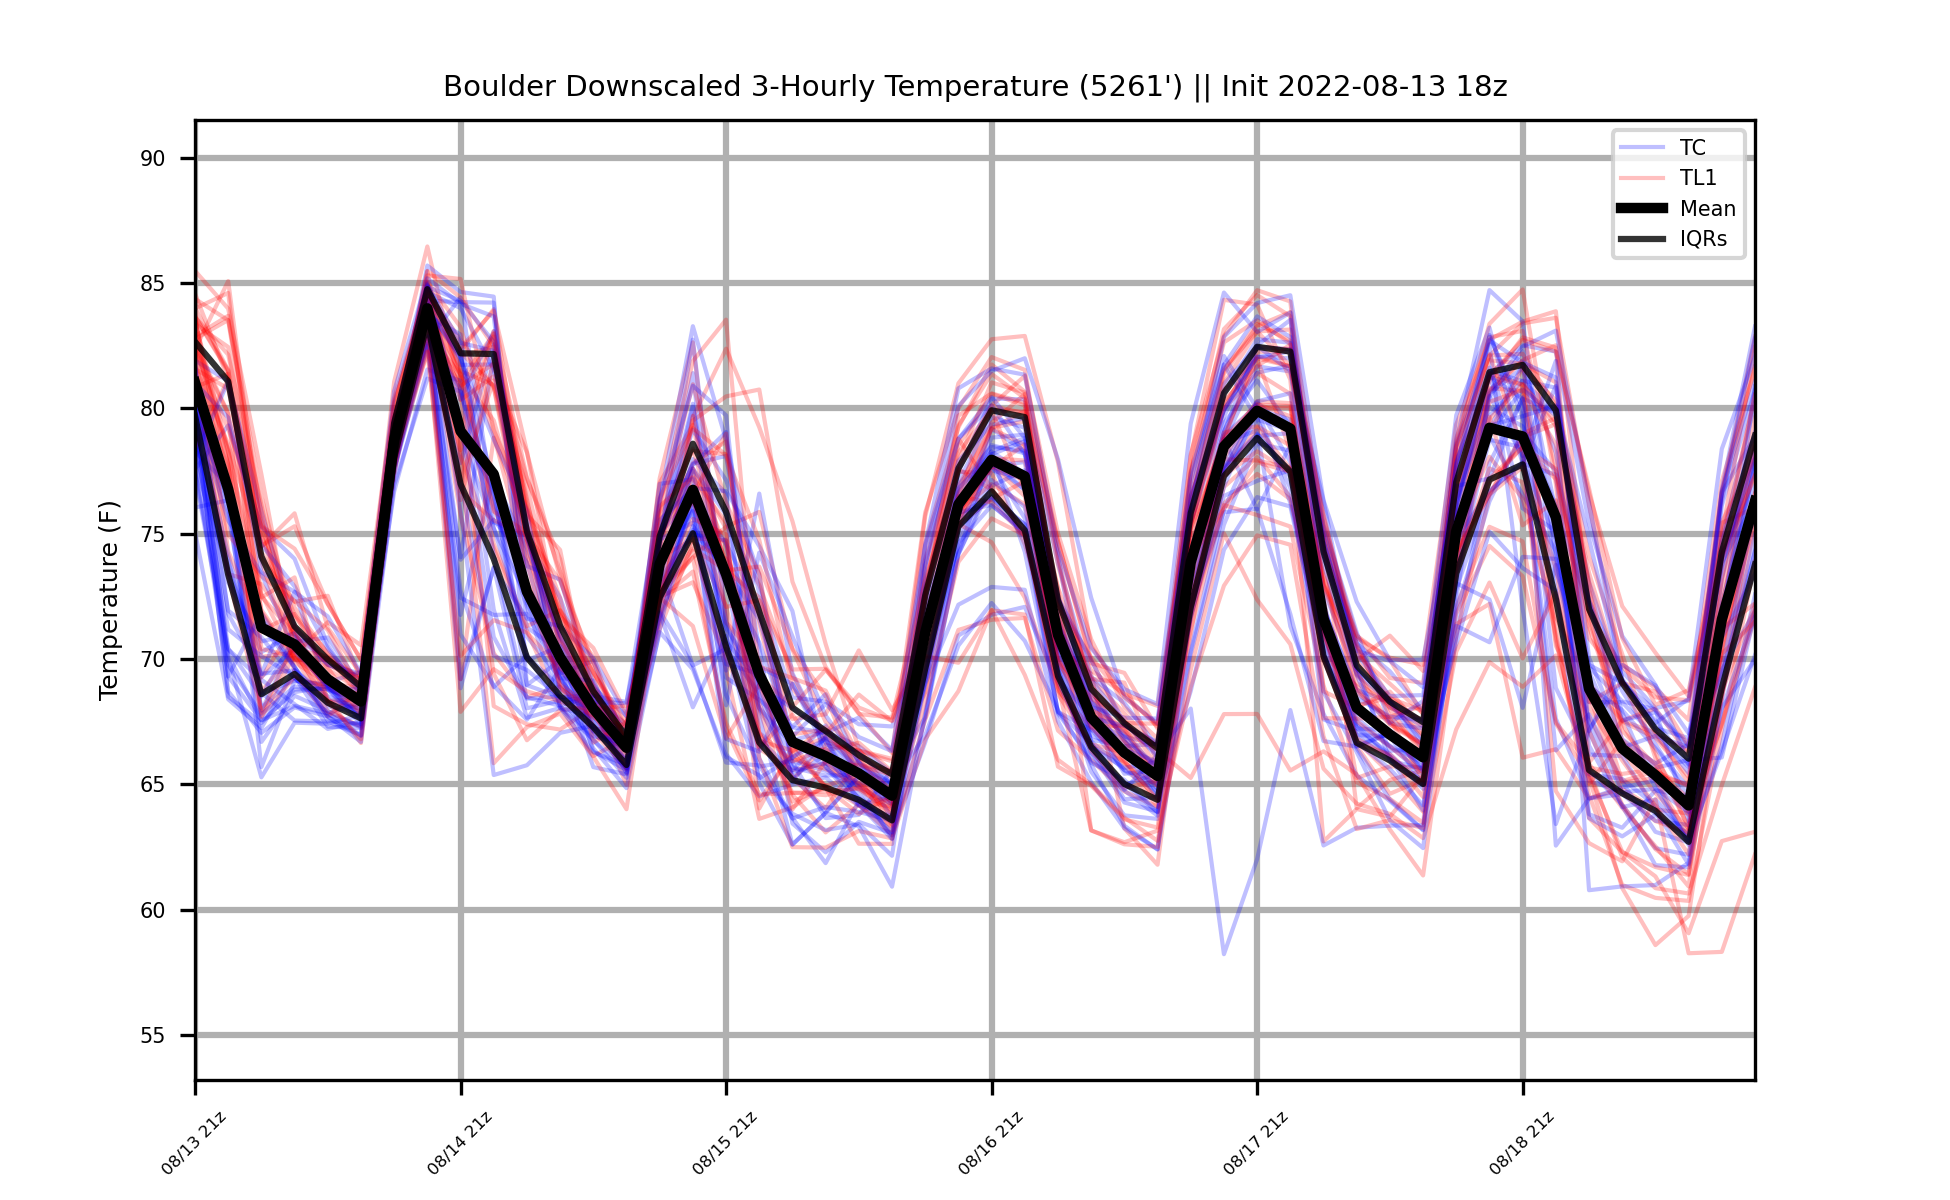 Boulder Downscaled 3-Hourly Temperature (5261') || Init 2022-08-13 18z
TC
TL1
Mean
IQRs
Temperature (F)
90
85
80
75
70
65
60
55
08/13 21z
08/14 21z
08/15 21z
08/16 21z
08/17 21z
08/18 21z